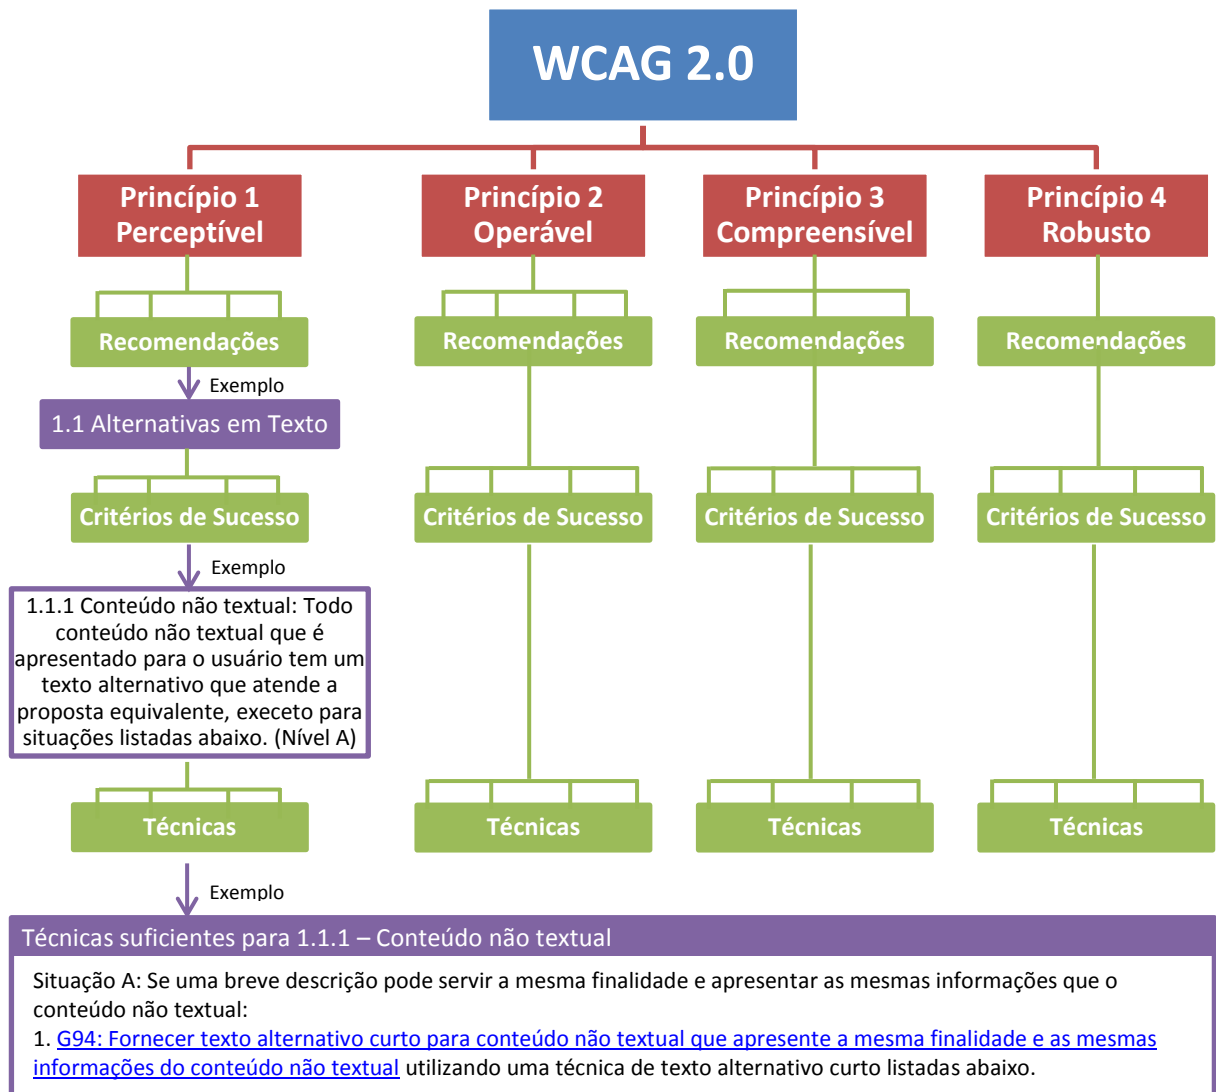 WCAG 2.0
Princípio 1
Perceptível
Princípio 2
Operável
Princípio 3
Compreensível
Princípio 4
Robusto
Recomendações
Recomendações
Recomendações
Recomendações
Exemplo
1.1 Alternativas em Texto
Critérios de Sucesso
Critérios de Sucesso
Critérios de Sucesso
Critérios de Sucesso
Exemplo
1.1.1 Conteúdo não textual: Todo
conteúdo não textual que é
apresentado para o usuário tem um
texto alternativo que atende a
proposta equivalente, execeto para
situações listadas abaixo. (Nível A)
Técnicas
Técnicas
Técnicas
Técnicas
Exemplo
Técnicas suficientes para 1.1.1 – Conteúdo não textual
Situação A: Se uma breve descrição pode servir a mesma finalidade e apresentar as mesmas informações que o
conteúdo não textual:
1. G94: Fornecer texto alternativo curto para conteúdo não textual que apresente a mesma finalidade e as mesmas
informações do conteúdo não textual utilizando uma técnica de texto alternativo curto listadas abaixo.